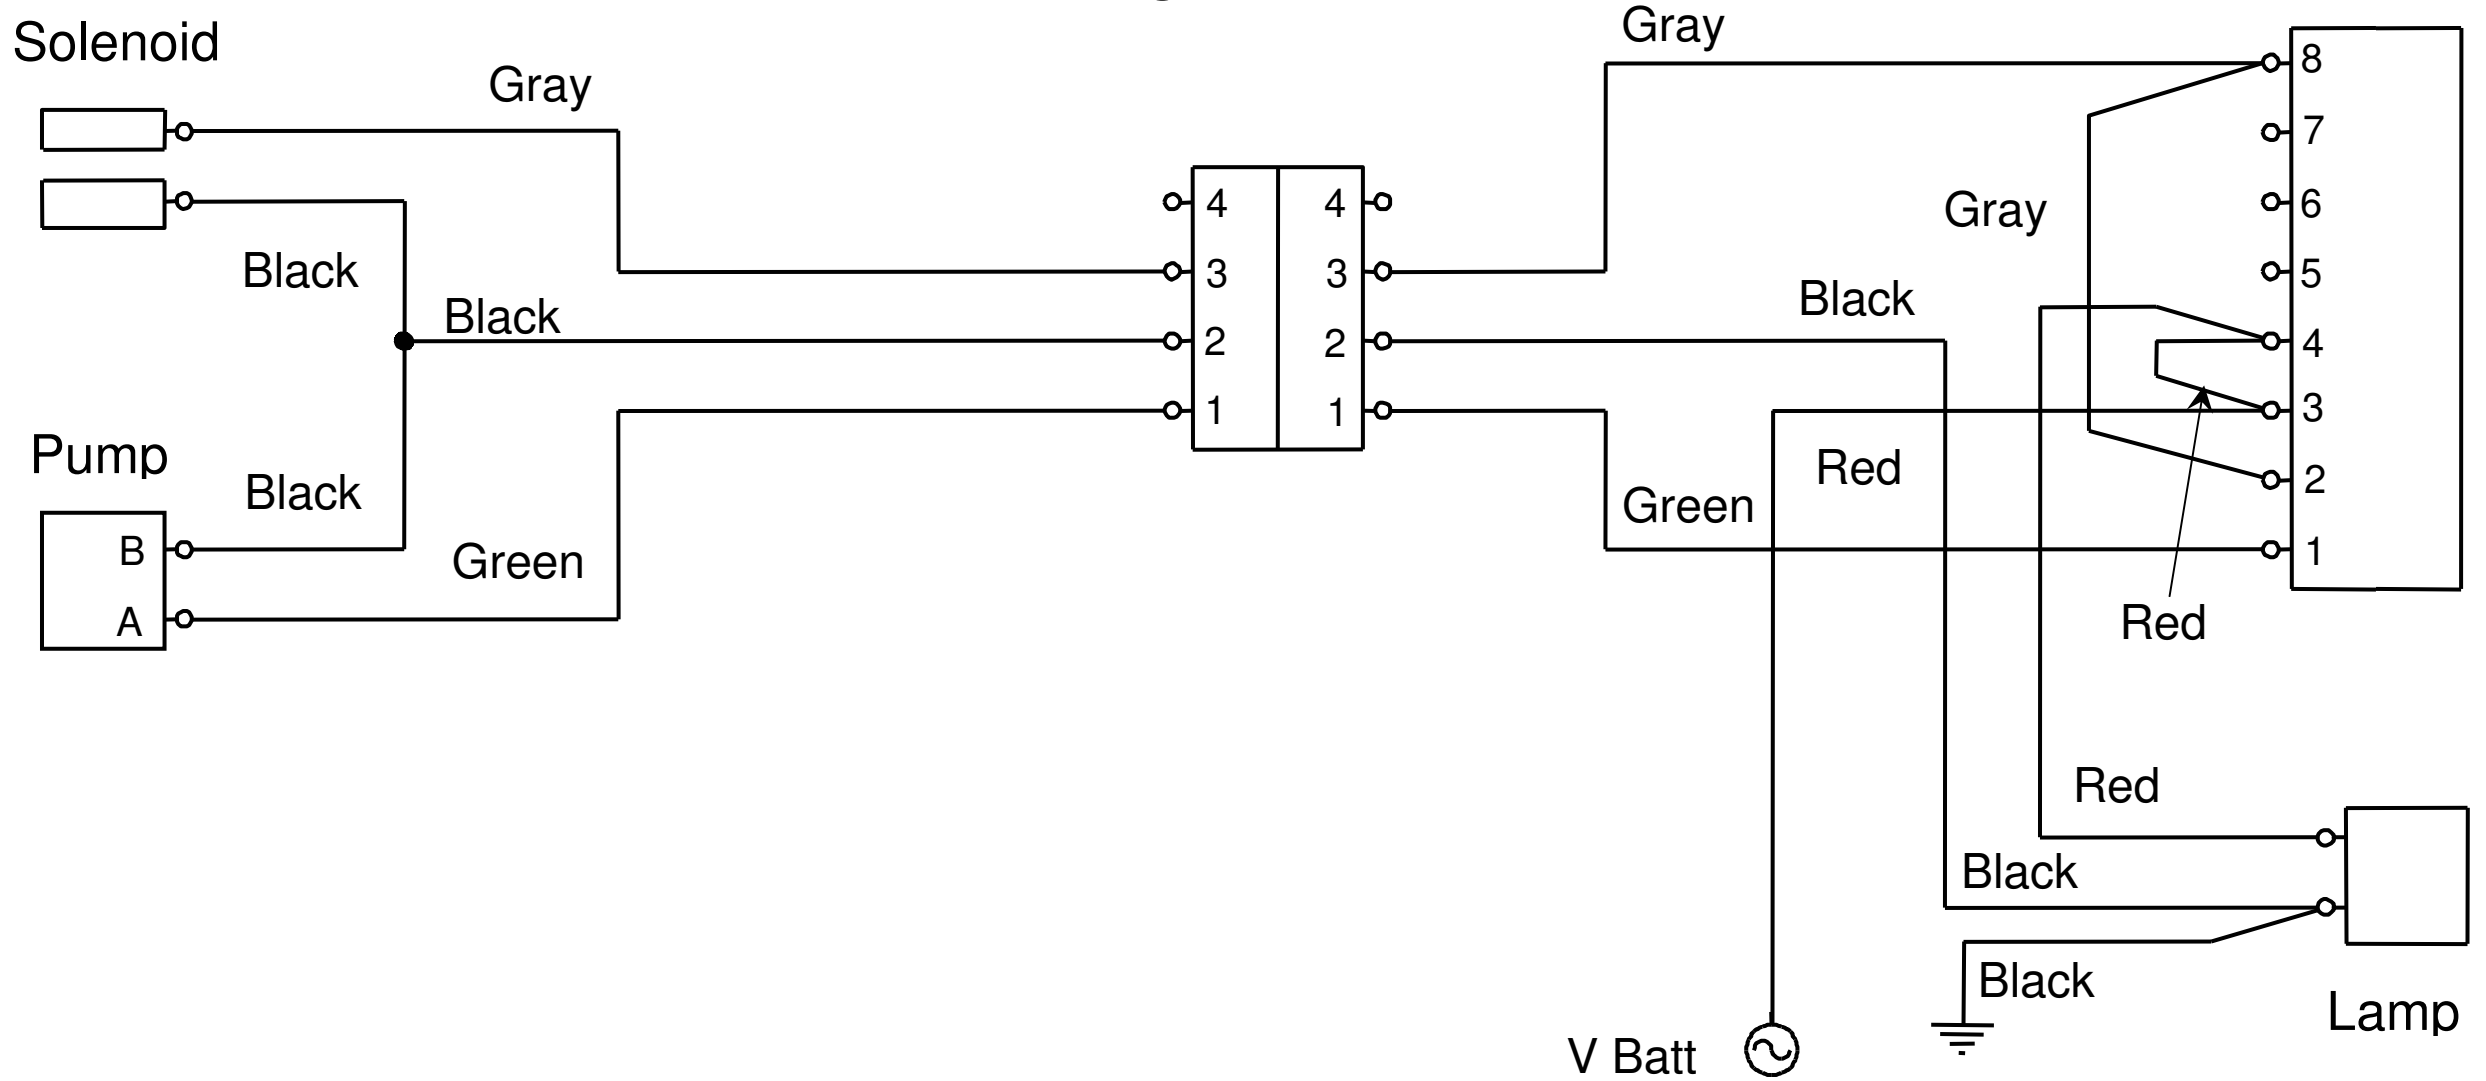 Solenoid
Gray
Black
Black
Pump
Black
B
A
Green
4 4
3 3
2 2
1 1
Gray
Gray
Black
Red
Green
8
7
6
5
4
3
2
1
Red
Red
Black
Black
Lamp
V Batt